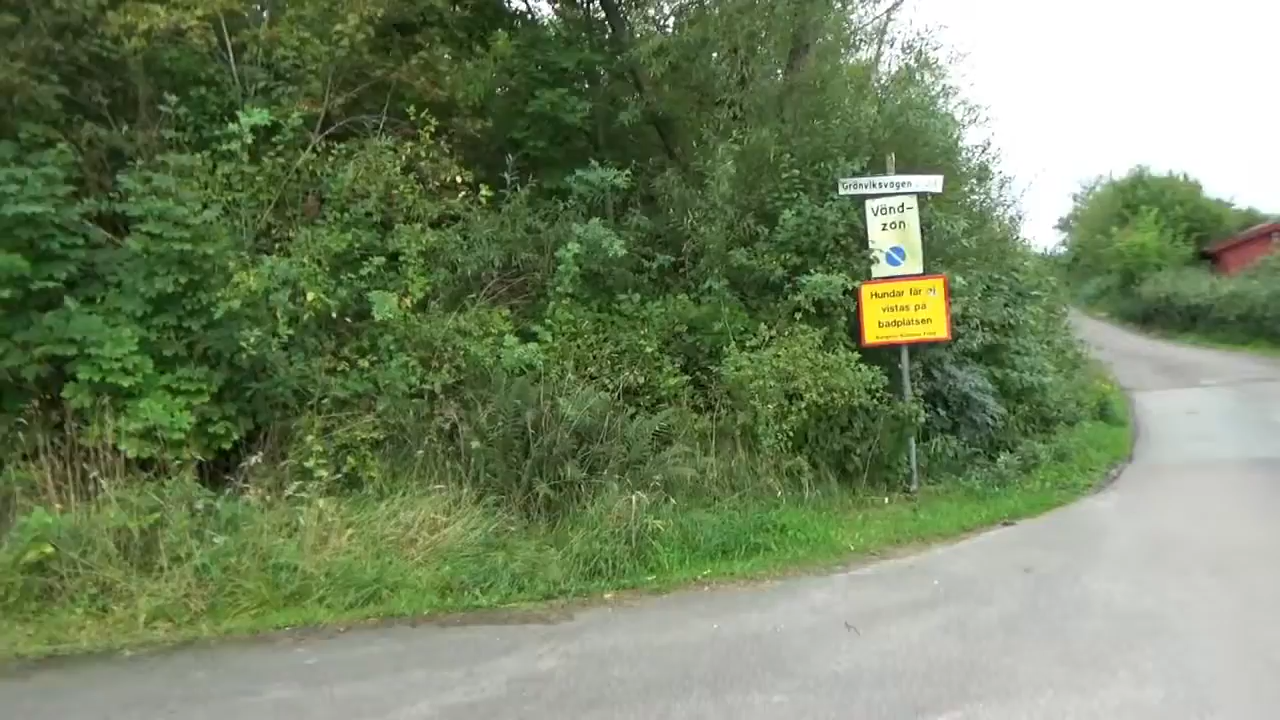 Grönviksvägen
Vänd-
zon
Hundar får ej
vistas på
badplatsen